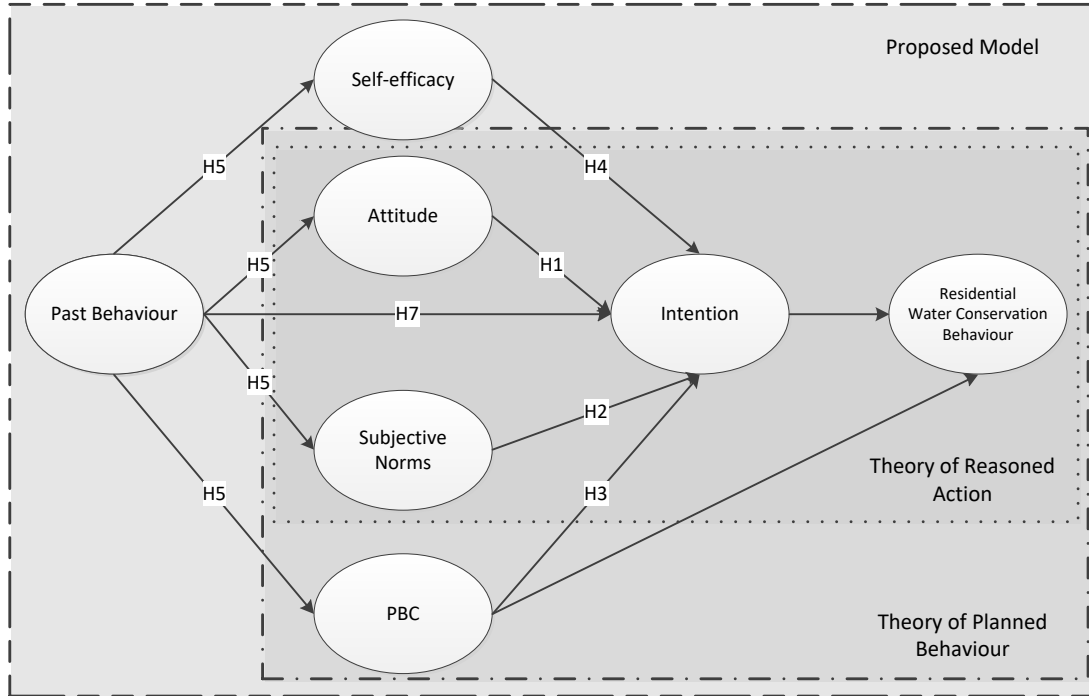 Proposed Model
Self-efficacy
H5
H4
Attitude
H5
H1
Past Behaviour
H7
Intention
Residential
Water Conservation
Behaviour
H5
H2
Subjective
Norms
Theory of Reasoned
Action
H5
H3
PBC
Theory of Planned
Behaviour